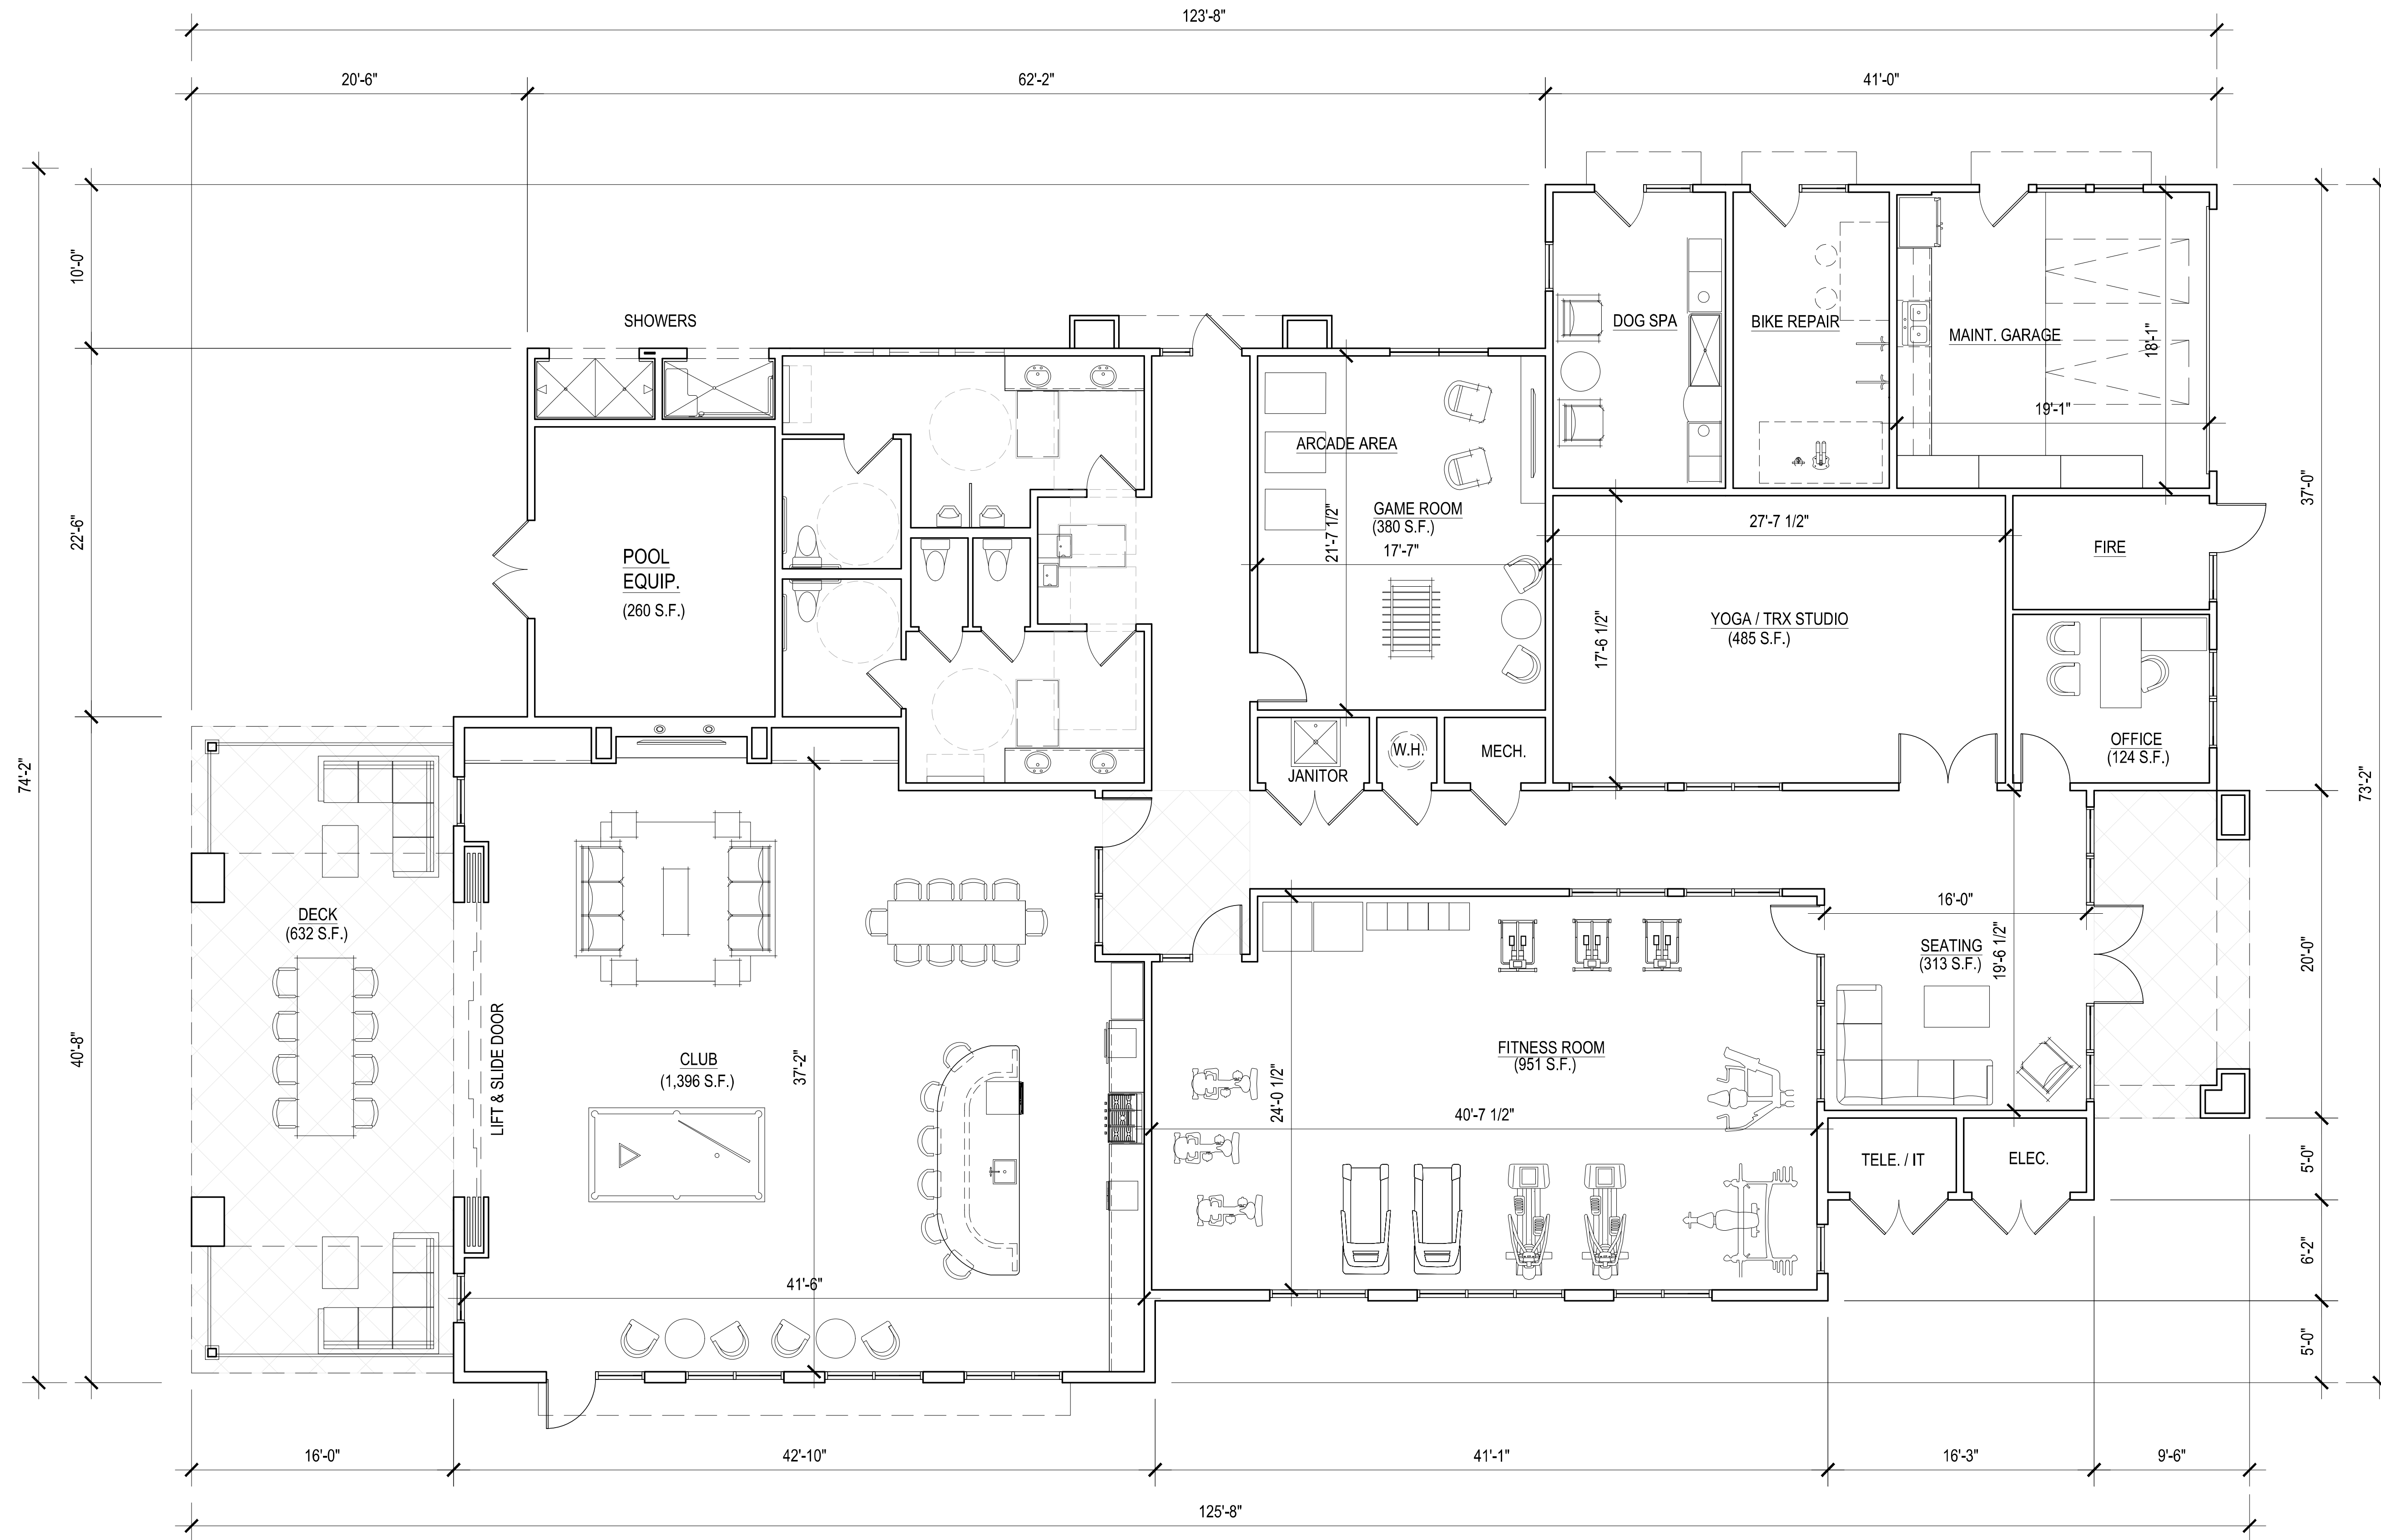 123'-8"
20'-6"
62'-2"
41'-0"
10'-0"
22'-6"
40'-8"
74'-2"
SHOWERS
DOG SPA
BIKE REPAIR
MAINT. GARAGE
18'-1"
19'-1"
ARCADE AREA
GAME ROOM
(380 S.F.)
21'-7 1/2"
17'-7"
27'-7 1/2"
17'-6 1/2"
YOGA / TRX STUDIO
(485 S.F.)
FIRE
POOL
EQUIP.
(260 S.F.)
OFFICE
(124 S.F.)
JANITOR
W.H.
MECH.
DECK
(632 S.F.)
LIFT & SLIDE DOOR
CLUB
(1,396 S.F.)
37'-2"
41'-6"
FITNESS ROOM
(951 S.F.)
24'-0 1/2"
40'-7 1/2"
16'-0"
SEATING
(313 S.F.)
19'-6 1/2"
TELE. / IT
ELEC.
37'-0"
20'-0"
5'-0"
6'-2"
5'-0"
73'-2"
16'-0"
42'-10"
41'-1"
16'-3"
9'-6"
125'-8"